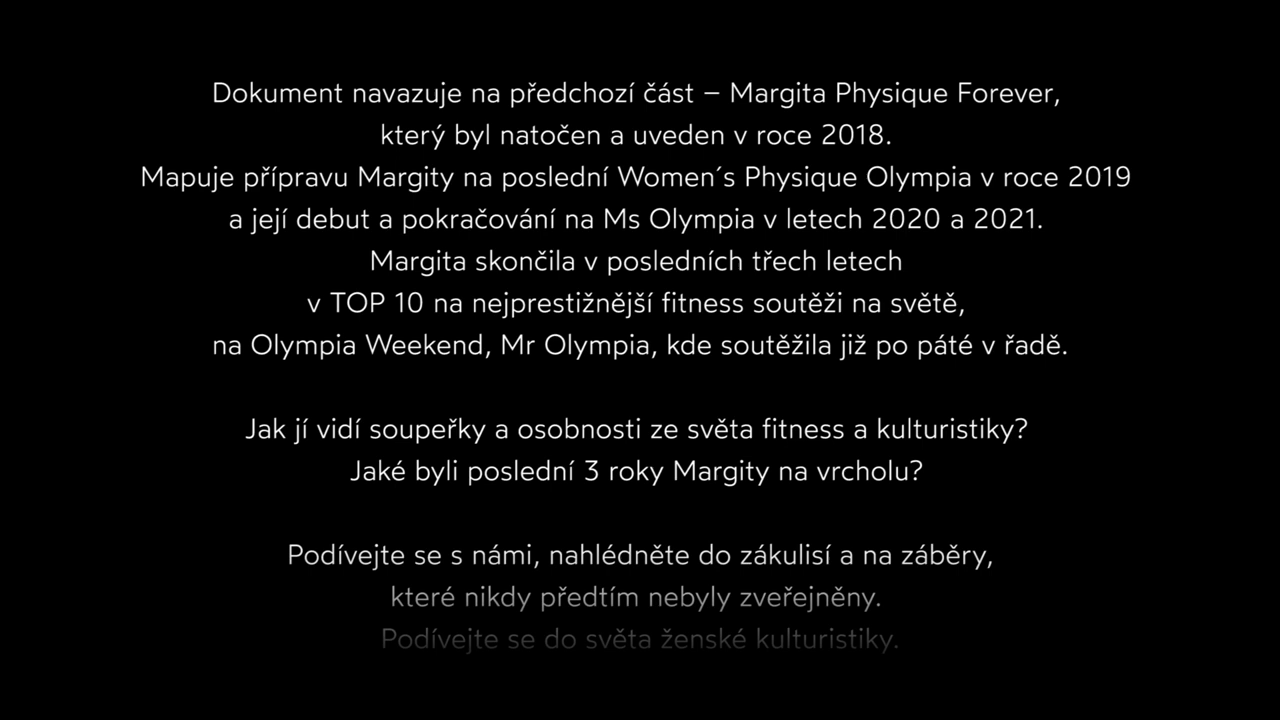 Dokument navazuje na předchozí část – Margita Physique Forever,
který byl natočen a uveden v roce 2018.
Mapuje přípravu Margity na poslední Women´s Physique Olympia v roce 2019
a její debut a pokračování na Ms Olympia v letech 2020 a 2021.
Margita skončila v posledních třech letech
v TOP 10 na nejprestižnější fitness soutěži na světě,
na Olympia Weekend, Mr Olympia, kde soutěžila již po páté v řadě.
Jak jí vidí soupeřky a osobnosti ze světa fitness a kulturistiky?
Jaké byli poslední 3 roky Margity na vrcholu?
Podívejte se s námi, nahlédněte do zákulisí a na záběry,
které nikdy předtím nebyly zveřejněny.
Podívejte se do světa ženské kulturistiky.